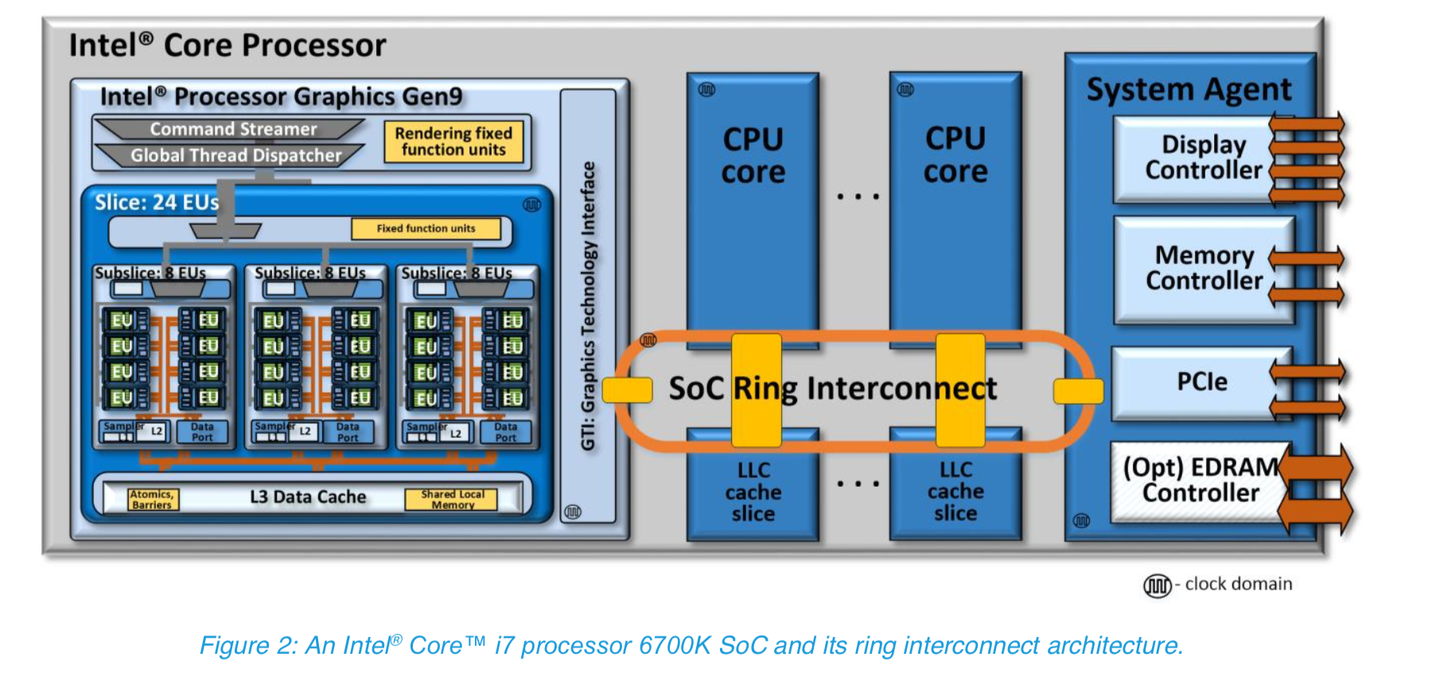 Intel® Core Processor
Intel® Processor Graphics Gen9
Command Streamer
Global Thread Dispatcher
Rendering fixed
function units
Slice: 24 EUs
Fixed function units
Subslice: 8 EUs
EU EU
EU EU
EU EU
EU EU
Sampler
L1
L2
Data
Port
Subslice: 8 EUs
EU EU
EU EU
EU EU
EU EU
Sampler
L1
L2
Data
Port
Subslice: 8 EUs
EU EU
EU EU
EU EU
EU EU
Sampler
L1
L2
Data
Port
Atomics,
Barriers
L3 Data Cache
Shared Local
Memory
GTI: Graphics Technology Interface
CPU
core
...
CPU
core
SoC Ring Interconnect
LLC
cache
slice
...
LLC
cache
slice
System Agent
Display
Controller
Memory
Controller
PCIe
(Opt) EDRAM
Controller
- clock domain
Figure 2: An Intel® Core™ i7 processor 6700K SoC and its ring interconnect architecture.